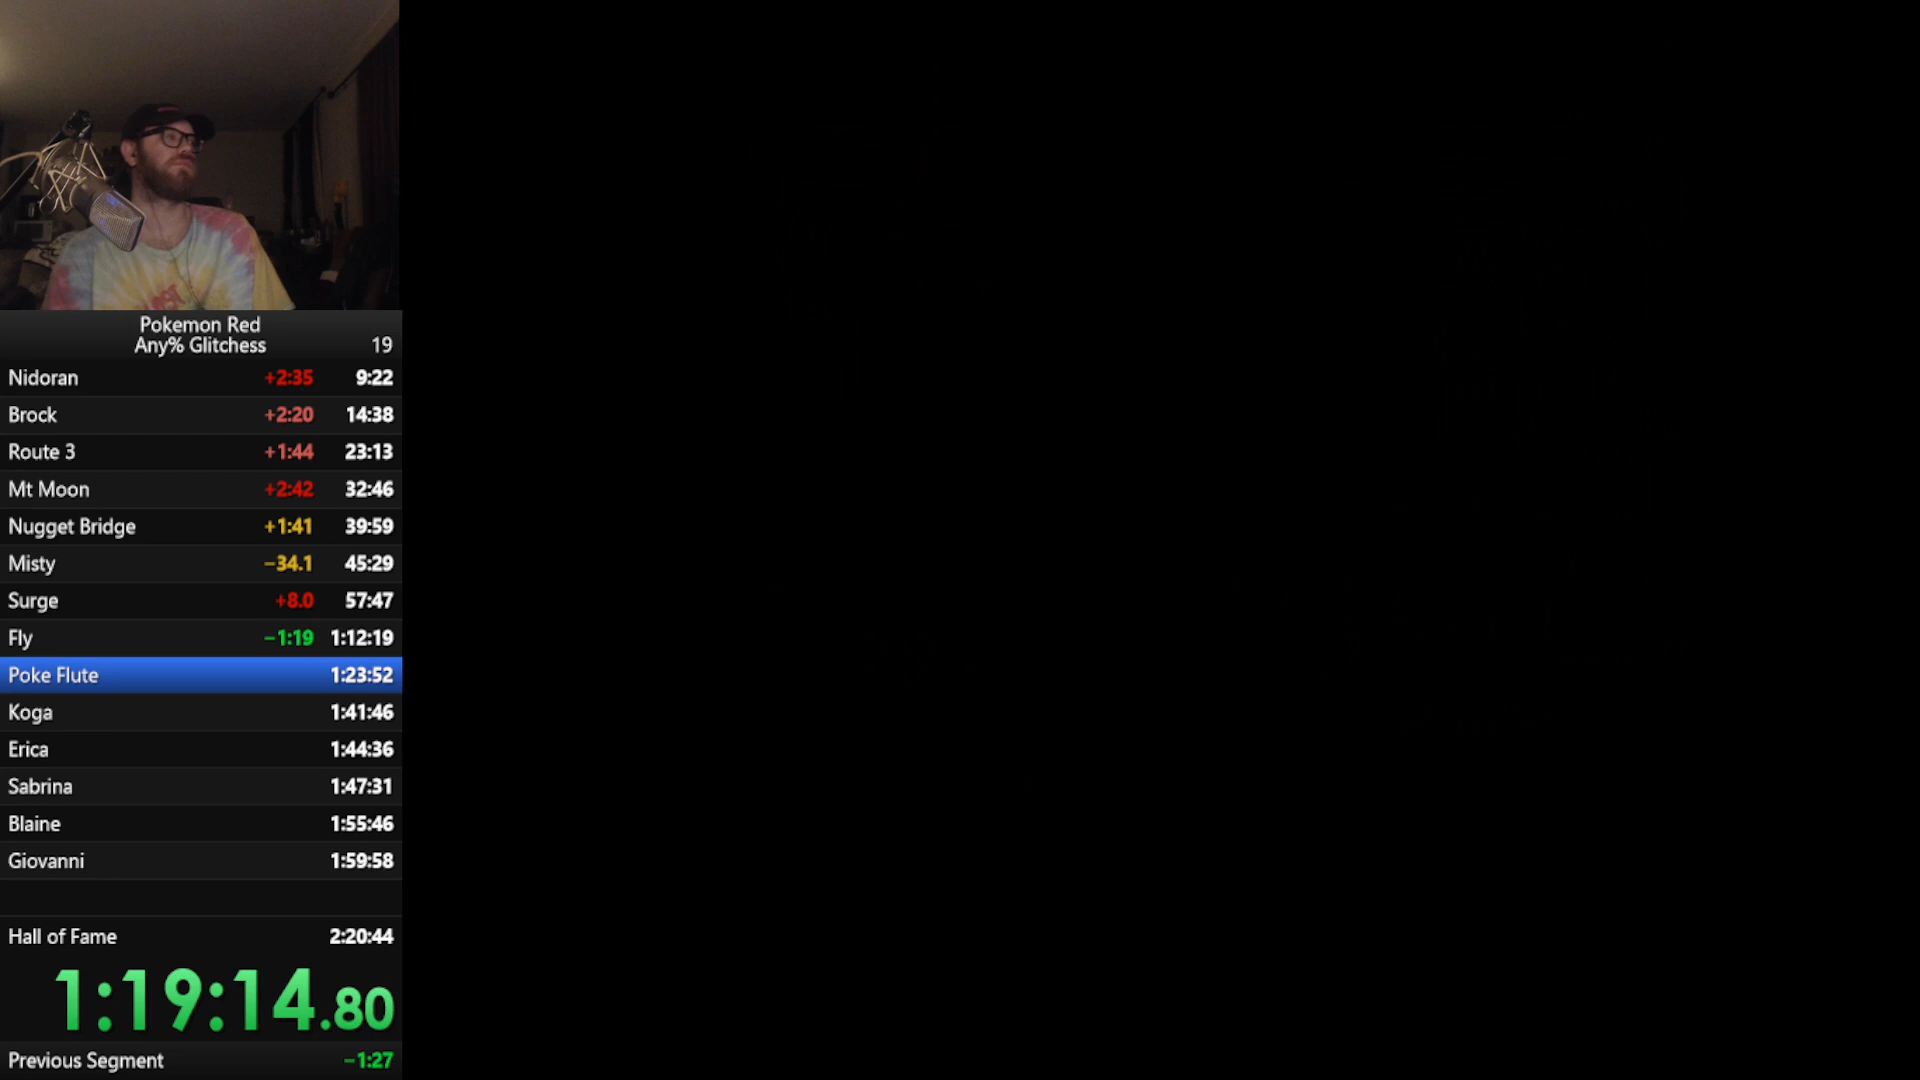 Pokemon Red
Any% Glitchess 19
Nidoran +2:35 9:22
Brock +2:20 14:38
Route 3 +1:44 23:13
Mt Moon +2:42 32:46
Nugget Bridge +1:41 39:59
Misty −34.1 45:29
Surge +8.0 57:47
Fly −1:19 1:12:19
Poke Flute 1:23:52
Koga 1:41:46
Erica 1:44:36
Sabrina 1:47:31
Blaine 1:55:46
Giovanni 1:59:58
Hall of Fame 2:20:44
1:19:14.80
Previous Segment −1:27